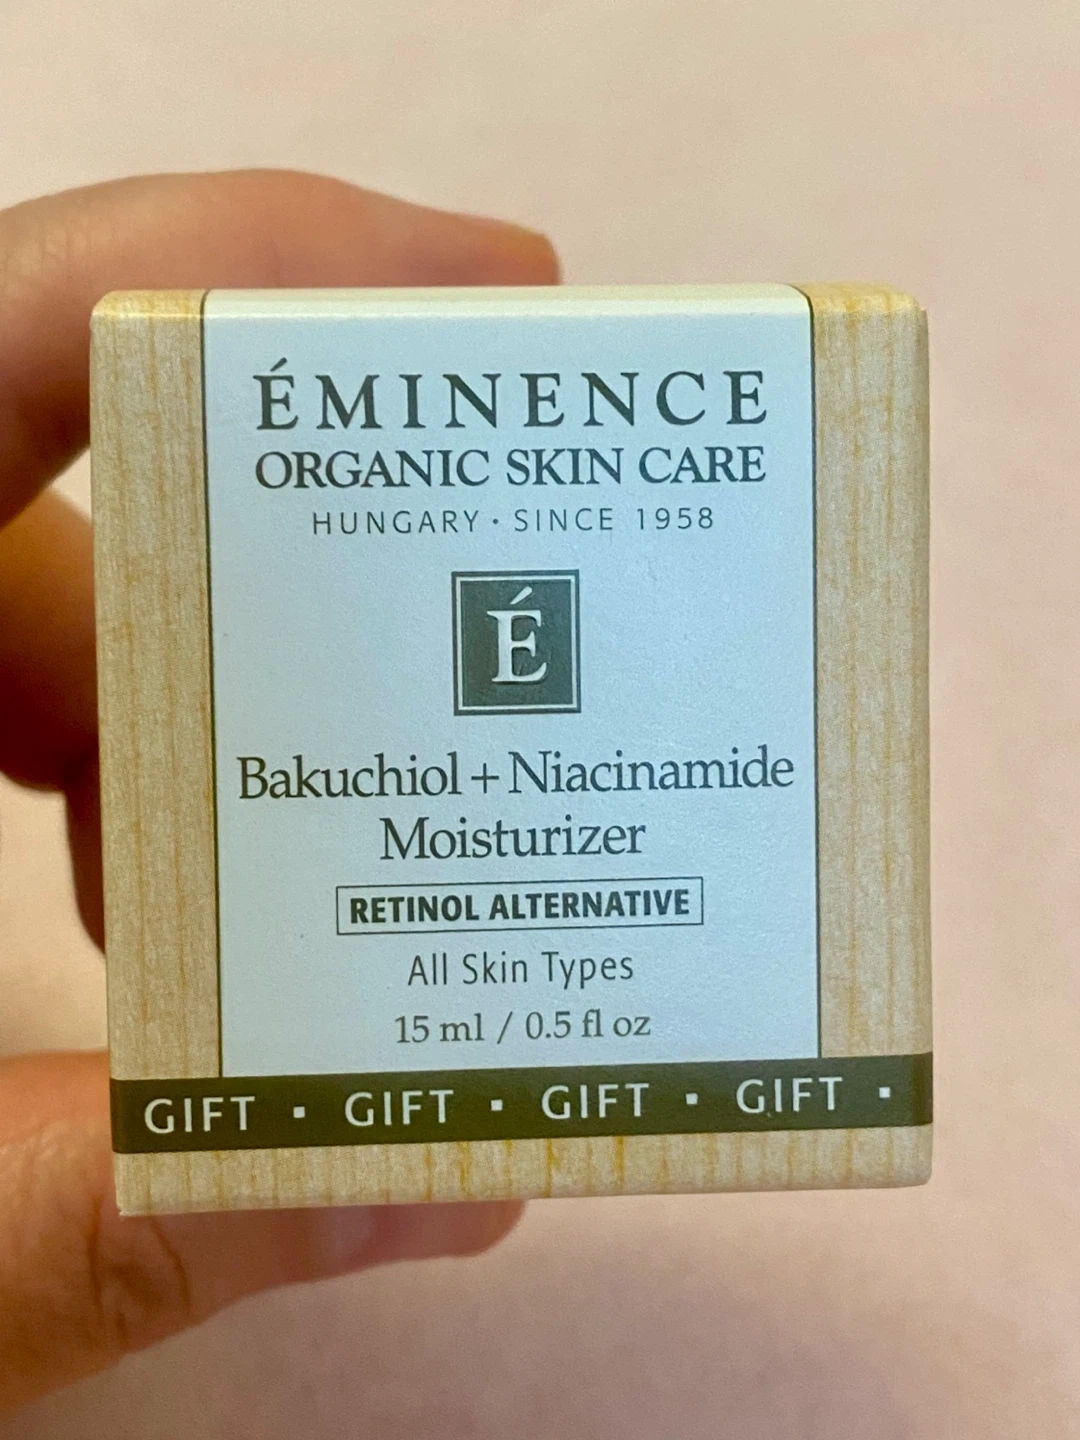 ÉMINENCE
ORGANIC SKIN CARE
HUNGARY · SINCE 1958
É
Bakuchiol + Niacinamide
Moisturizer
RETINOL ALTERNATIVE
All Skin Types
15 ml / 0.5 fl oz
GIFT ▪ GIFT ▪ GIFT ▪ GIFT ▪